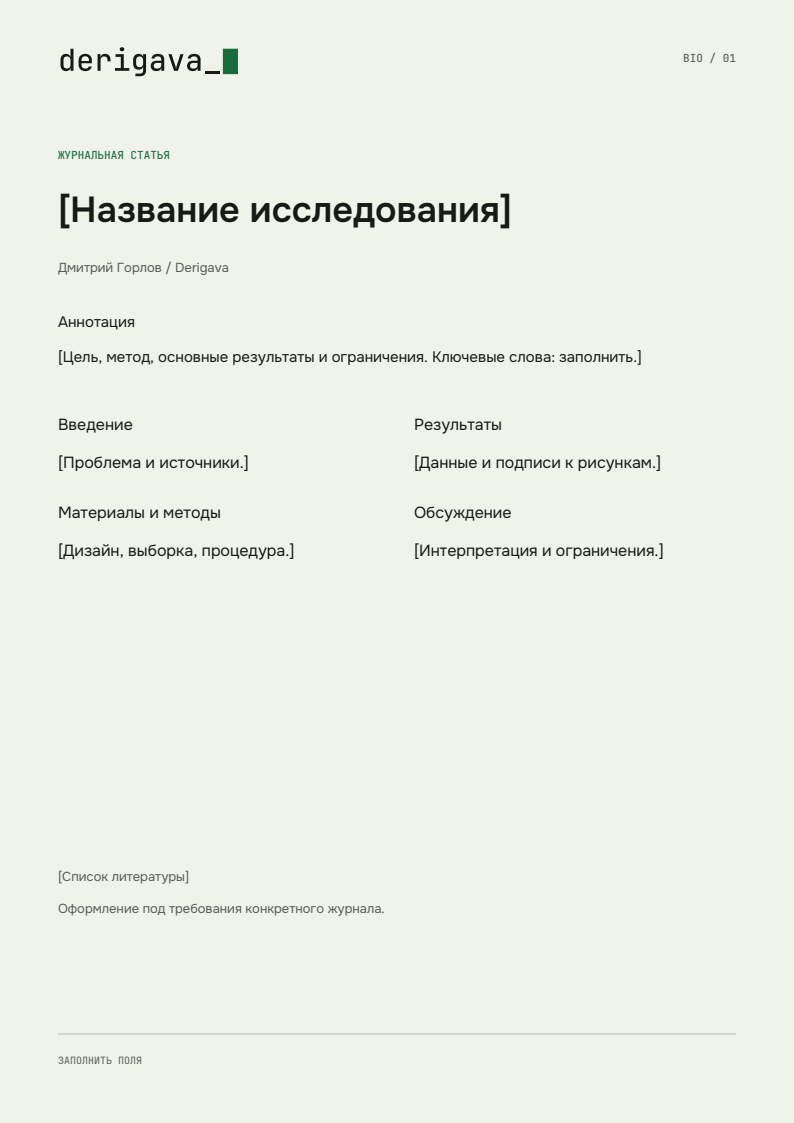 derigava_
BIO / 01
ЖУРНАЛЬНАЯ СТАТЬЯ
[Название исследования]
Дмитрий Горлов / Derigava
Аннотация
[Цель, метод, основные результаты и ограничения. Ключевые слова: заполнить.]
Введение
[Проблема и источники.]
Материалы и методы
[Дизайн, выборка, процедура.]
Результаты
[Данные и подписи к рисункам.]
Обсуждение
[Интерпретация и ограничения.]
[Список литературы]
Оформление под требования конкретного журнала.
ЗАПОЛНИТЬ ПОЛЯ